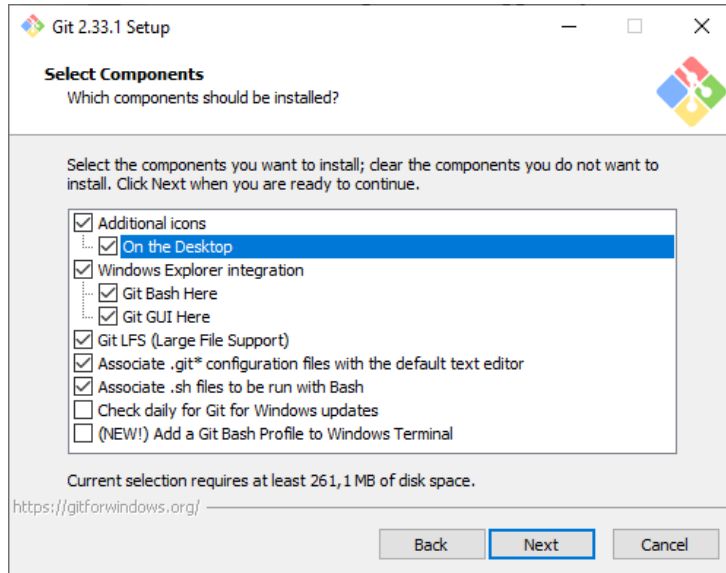 Git 2.33.1 Setup
Select Components
Which components should be installed?
Select the components you want to install; clear the components you do not want to
install. Click Next when you are ready to continue.
Additional icons
On the Desktop
Windows Explorer integration
Git Bash Here
Git GUI Here
Git LFS (Large File Support)
Associate .git* configuration files with the default text editor
Associate .sh files to be run with Bash
Check daily for Git for Windows updates
(NEW!) Add a Git Bash Profile to Windows Terminal
Current selection requires at least 261,1 MB of disk space.
https://gitforwindows.org/
Back Next Cancel